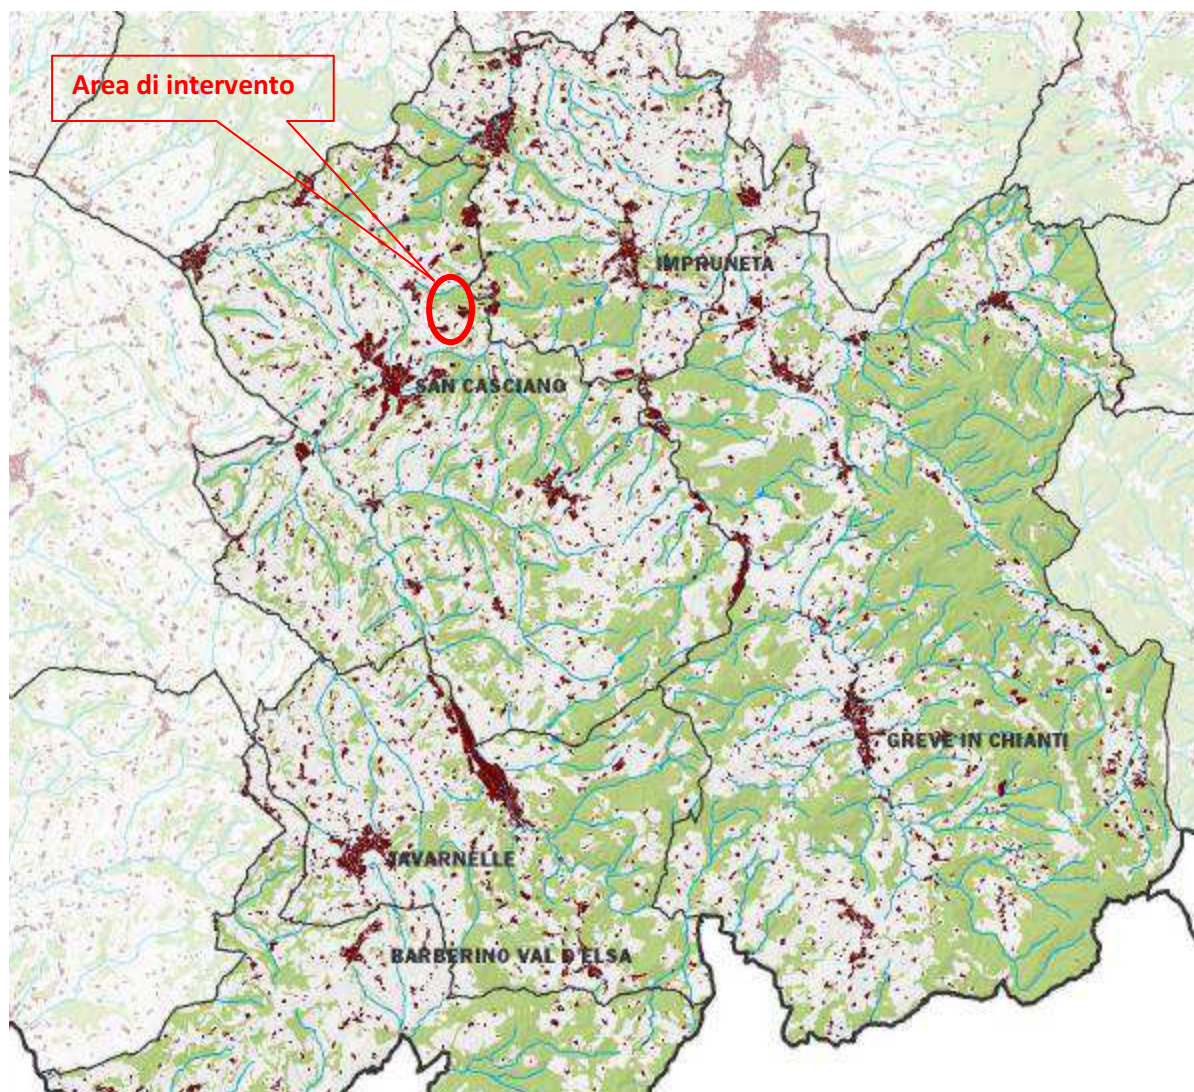 Area di intervento
IMPRUNETA
SAN CASCIANO
GREVE IN CHIANTI
TAVARNELLE
BARBERINO VAL D'ELSA